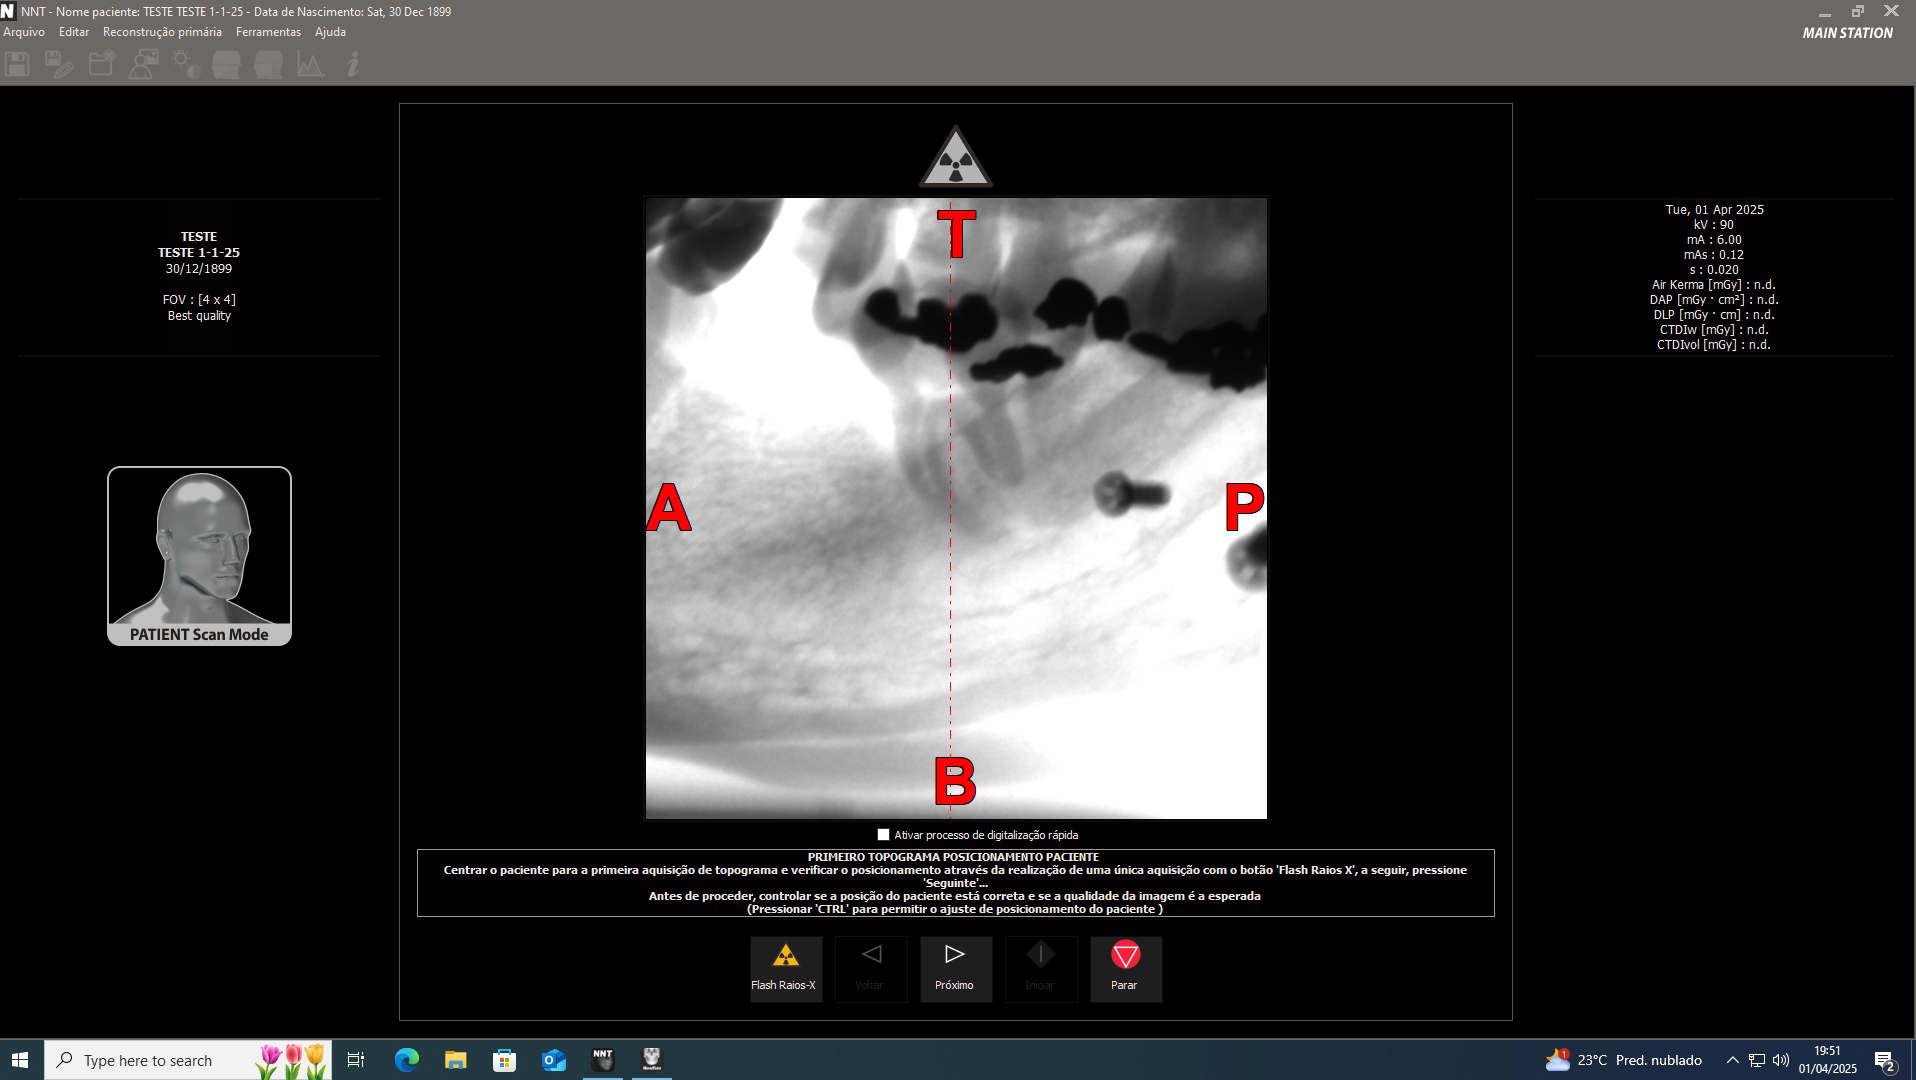 NNT - Nome paciente: TESTE TESTE 1-1-25 - Data de Nascimento: Sat, 30 Dec 1899
Arquivo Editar Reconstrução primária Ferramentas Ajuda
MAIN STATION
TESTE
TESTE 1-1-25
30/12/1899
FOV : [4 x 4]
Best quality
PATIENT Scan Mode
T
A
P
B
Tue, 01 Apr 2025
kV : 90
mA : 6.00
mAs : 0.12
s : 0.020
Air Kerma [mGy] : n.d.
DAP [mGy · cm²] : n.d.
DLP [mGy · cm] : n.d.
CTDIw [mGy] : n.d.
CTDIvol [mGy] : n.d.
Ativar processo de digitalização rápida
PRIMEIRO TOPOGRAMA POSICIONAMENTO PACIENTE
Centrar o paciente para a primeira aquisição de topograma e verificar o posicionamento através da realização de uma única aquisição com o botão 'Flash Raios X', a seguir, pressione
'Seguinte'...
Antes de proceder, controlar se a posição do paciente está correta e se a qualidade da imagem é a esperada
(Pressionar 'CTRL' para permitir o ajuste de posicionamento do paciente )
Flash Raios-X
Voltar
Próximo
Iniciar
Parar
Type here to search
NNT
NewTom
1
23°C Pred. nublado
19:51
01/04/2025
2